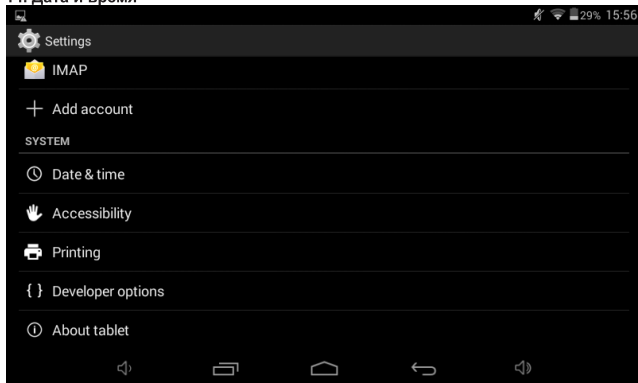 29% 15:56
Settings
IMAP
Add account
SYSTEM
Date & time
Accessibility
Printing
{ } Developer options
About tablet